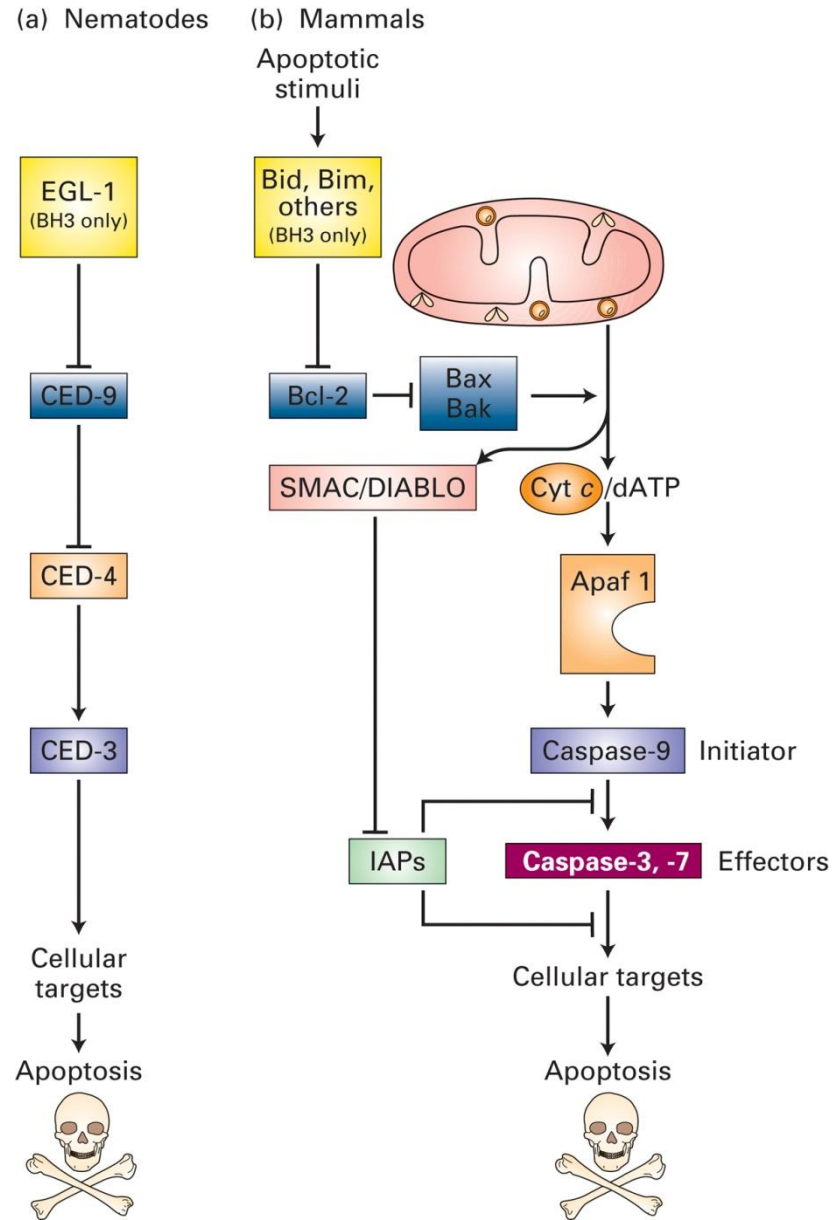 (a) Nematodes
EGL-1
(BH3 only)
CED-9
CED-4
CED-3
Cellular
targets
Apoptosis
(b) Mammals
Apoptotic
stimuli
Bid, Bim,
others
(BH3 only)
Bcl-2
Bax
Bak
SMAC/DIABLO
Cyt c/dATP
Apaf 1
Caspase-9 Initiator
IAPs
Caspase-3, -7 Effectors
Cellular targets
Apoptosis